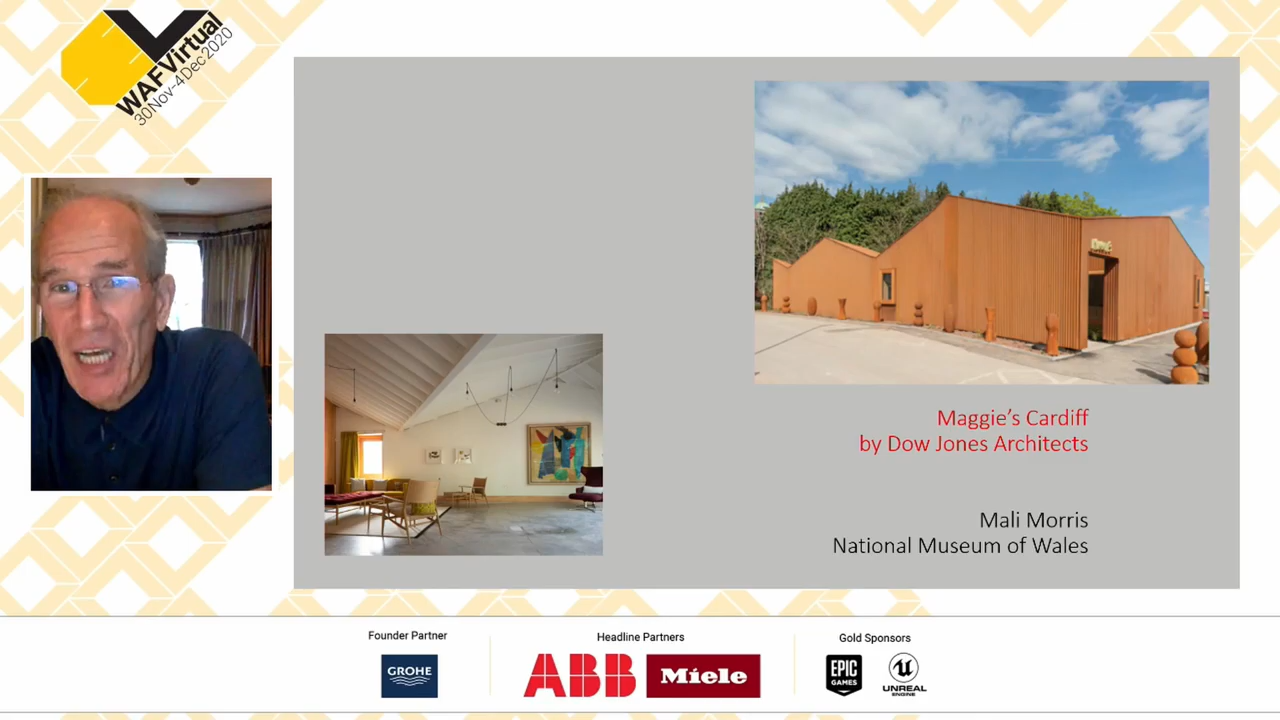 WAFVirtual
30Nov-4Dec2020
Maggie's Cardiff
by Dow Jones Architects
Mali Morris
National Museum of Wales
Founder Partner
Headline Partners
Gold Sponsors
GROHE
ABB
Miele
EPIC
GAMES
UNREAL
ENGINE